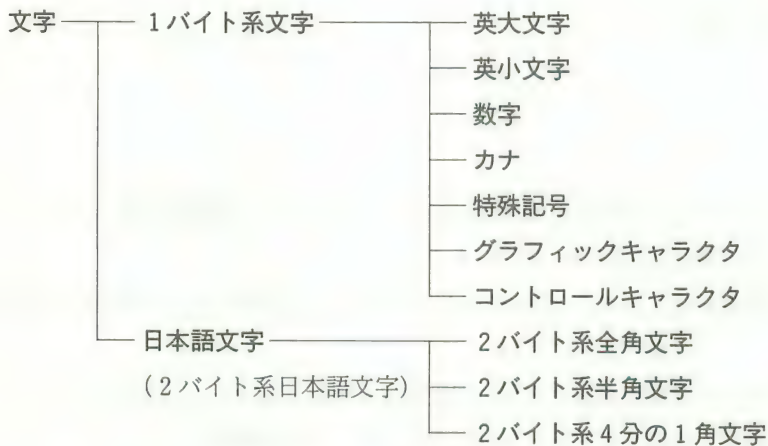 文字 1バイト系文字 英大文字
英小文字
数字
カナ
特殊記号
グラフィックキャラクタ
コントロールキャラクタ
日本語文字 2バイト系全角文字
(2バイト系日本語文字) 2バイト系半角文字
2バイト系4分の1角文字